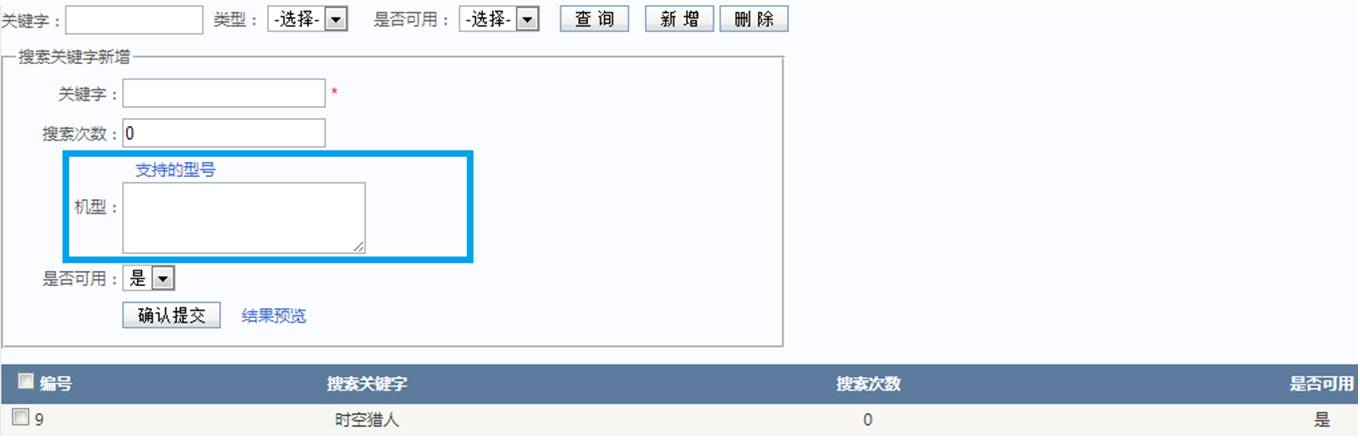 关键字： 类型： -选择- 是否可用： -选择- 查 询 新 增 删 除
搜索关键字新增
关键字： *
搜索次数： 0
支持的型号
机型：
是否可用： 是
确认提交 结果预览
编号 搜索关键字 搜索次数 是否可用
9 时空猎人 0 是